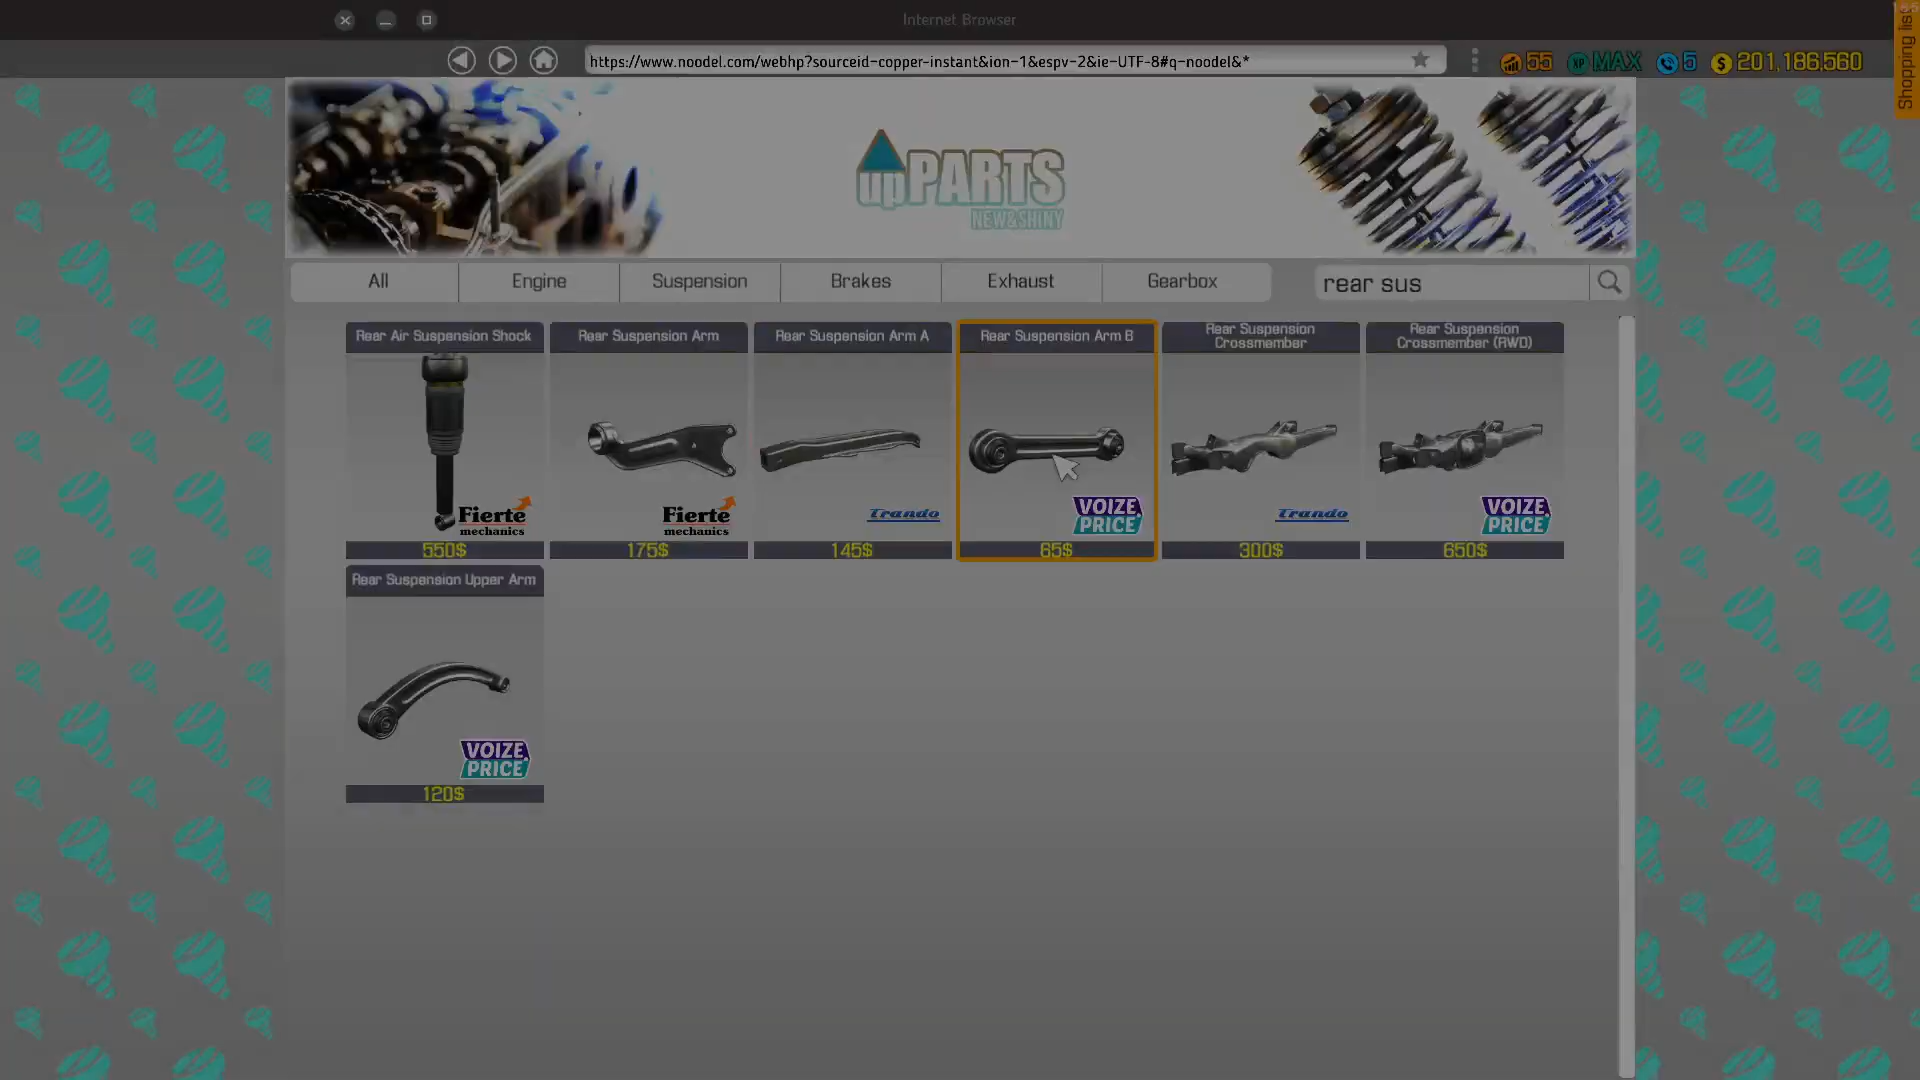 Internet Browser
https://www.noodel.com/webhp?sourceid-copper-instant&ion-1&espv-2&ie-UTF-8#q-noodel&*
55
XP MAX
5
$ 201,186,560
Shopping list
upPARTS
NEW&SHINY
All
Engine
Suspension
Brakes
Exhaust
Gearbox
rear sus
Rear Air Suspension Shock
Rear Suspension Arm
Rear Suspension Arm A
Rear Suspension Arm B
Rear Suspension
Crossmember
Rear Suspension
Crossmember (RWD)
Fierte
mechanics
Fierte
mechanics
Trando
VOIZE
PRICE
Trando
VOIZE
PRICE
550$
175$
145$
65$
300$
650$
Rear Suspension Upper Arm
VOIZE
PRICE
120$